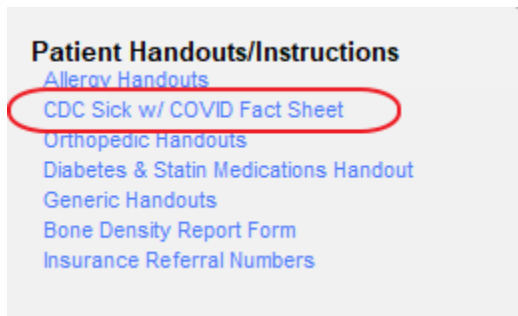 Patient Handouts/Instructions
Allergy Handouts
CDC Sick w/ COVID Fact Sheet
Orthopedic Handouts
Diabetes & Statin Medications Handout
Generic Handouts
Bone Density Report Form
Insurance Referral Numbers